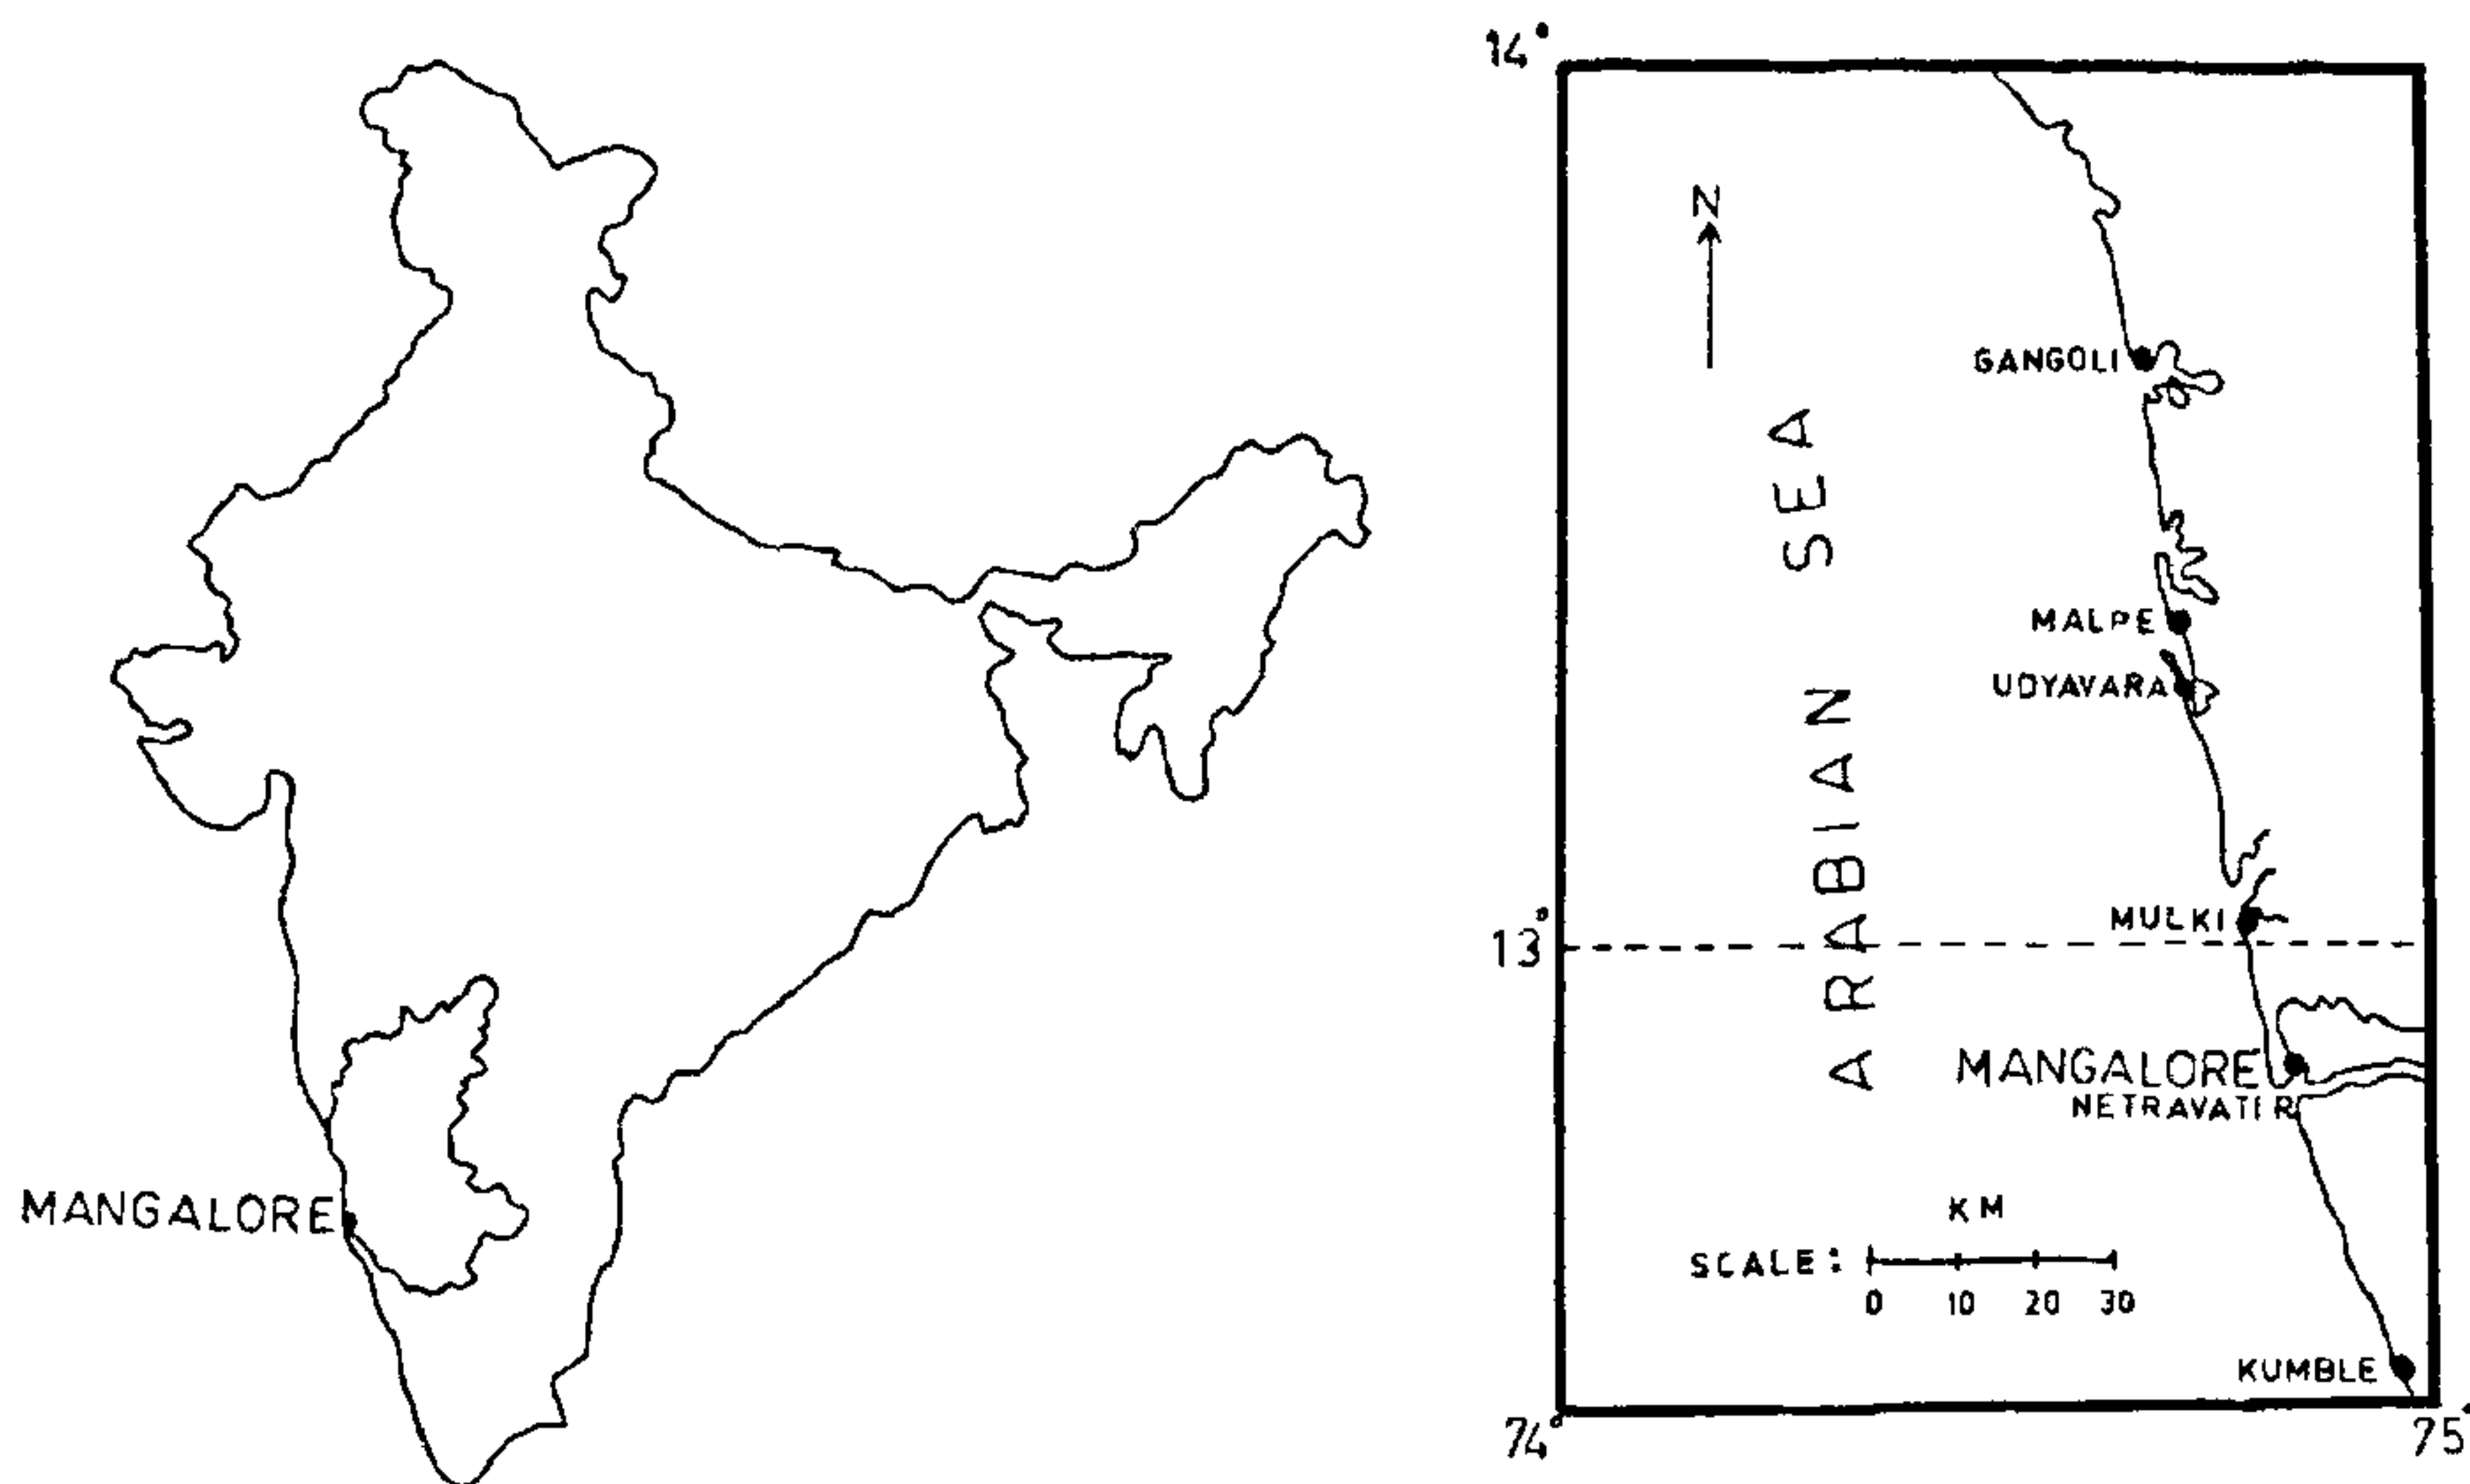 MANGALORE
14°
N
GANGOLI
ARABIAN SEA
MALPE
UDYAVARA
MULKI
13°
MANGALORE
NETRAVATI R
KM
SCALE:
0 10 20 30
KUMBLE
74° 75°